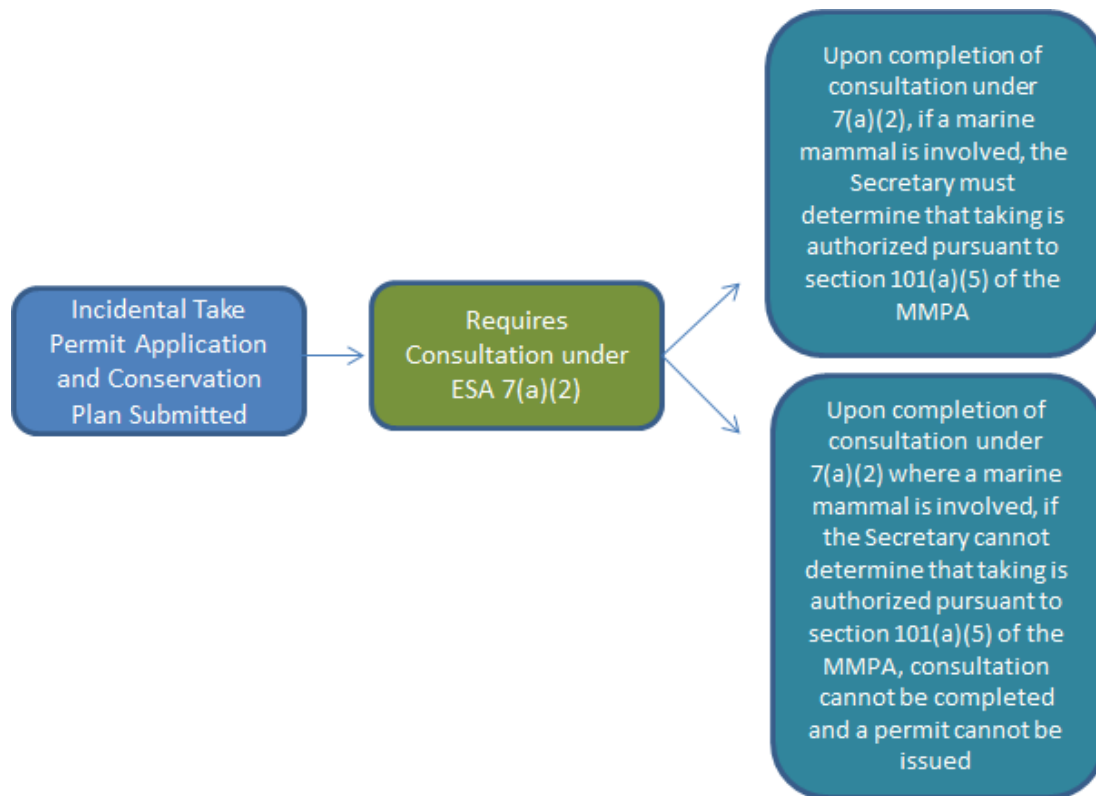 Incidental Take
Permit Application
and Conservation
Plan Submitted
Requires
Consultation under
ESA 7(a)(2)
Upon completion of
consultation under
7(a)(2), if a marine
mammal is involved, the
Secretary must
determine that taking is
authorized pursuant to
section 101(a)(5) of the
MMPA
Upon completion of
consultation under
7(a)(2) where a marine
mammal is involved, if
the Secretary cannot
determine that taking is
authorized pursuant to
section 101(a)(5) of the
MMPA, consultation
cannot be completed
and a permit cannot be
issued